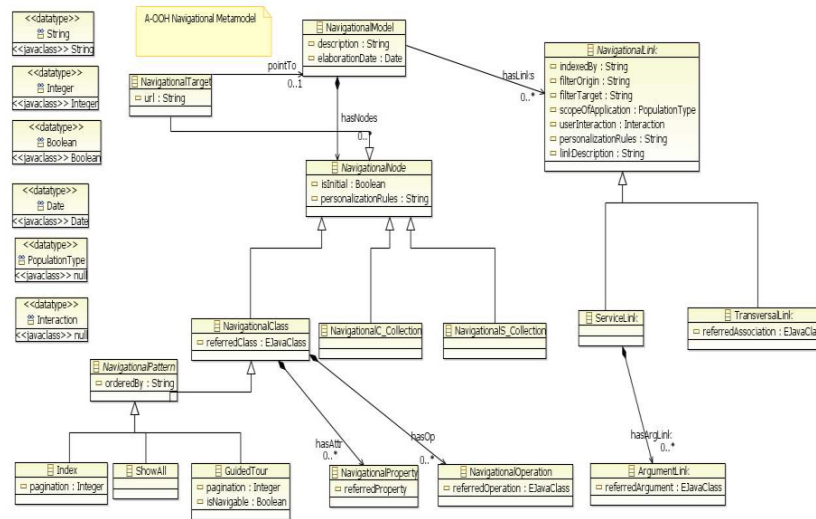 <<datatype>>
String
<<javaclass>> String
<<datatype>>
Integer
<<javaclass>> Integer
<<datatype>>
Boolean
<<javaclass>> Boolean
<<datatype>>
Date
<<javaclass>> Date
<<datatype>>
PopulationType
<<javaclass>> null
<<datatype>>
Interaction
<<javaclass>> null
A-OOH Navigational Metamodel
NavigationalModel
description : String
elaborationDate : Date
NavigationalTarget
url : String
pointTo
0..1
hasNodes
0..*
hasLinks
0..*
NavigationalLink
indexedBy : String
filterOrigin : String
filterTarget : String
scopeOfApplication : PopulationType
userInteraction : Interaction
personalizationRules : String
linkDescription : String
NavigationalNode
isInitial : Boolean
personalizationRules : String
NavigationalClass
referredClass : EJavaClass
NavigationalC_Collection
NavigationalS_Collection
ServiceLink
TransversalLink
referredAssociation : EJavaClass
NavigationalPattern
orderedBy : String
Index
pagination : Integer
ShowAll
GuidedTour
pagination : Integer
isNavigable : Boolean
hasAttr
0..*
hasOp
0..*
hasArgLink
0..*
NavigationalProperty
referredProperty
NavigationalOperation
referredOperation : EJavaClass
ArgumentLink
referredArgument : EJavaClass